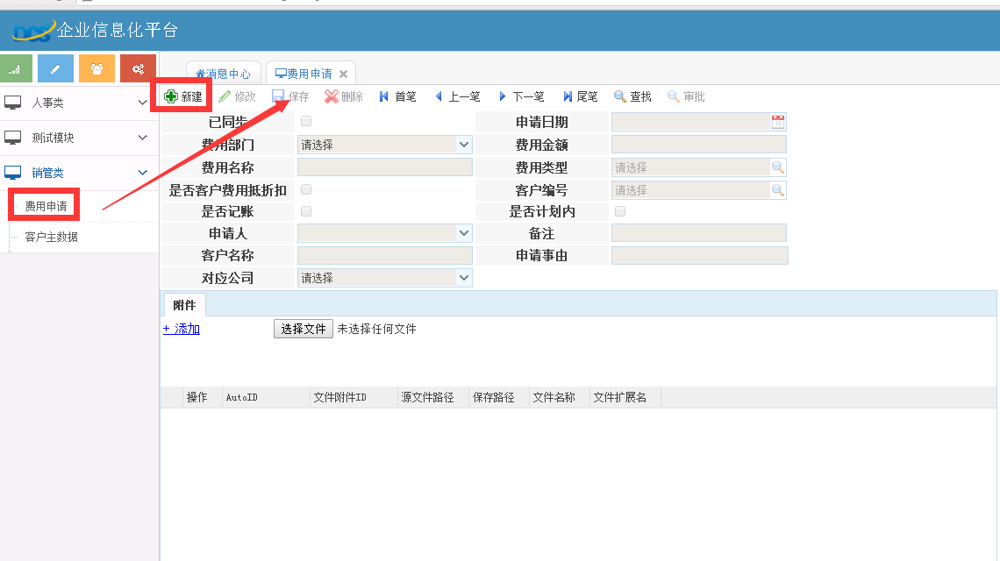 DCS 企业信息化平台
消息中心 费用申请
新建 修改 保存 删除 首笔 上一笔 下一笔 尾笔 查找 审批
人事类
测试模块
销管类
费用申请
客户主数据
已同步 申请日期
费用部门 请选择 费用金额
费用名称 费用类型 请选择
是否客户费用抵折扣 客户编号 请选择
是否记账 是否计划内
申请人 备注
客户名称 申请事由
对应公司 请选择
附件
+ 添加 选择文件 未选择任何文件
操作 AutoID 文件附件ID 源文件路径 保存路径 文件名称 文件扩展名